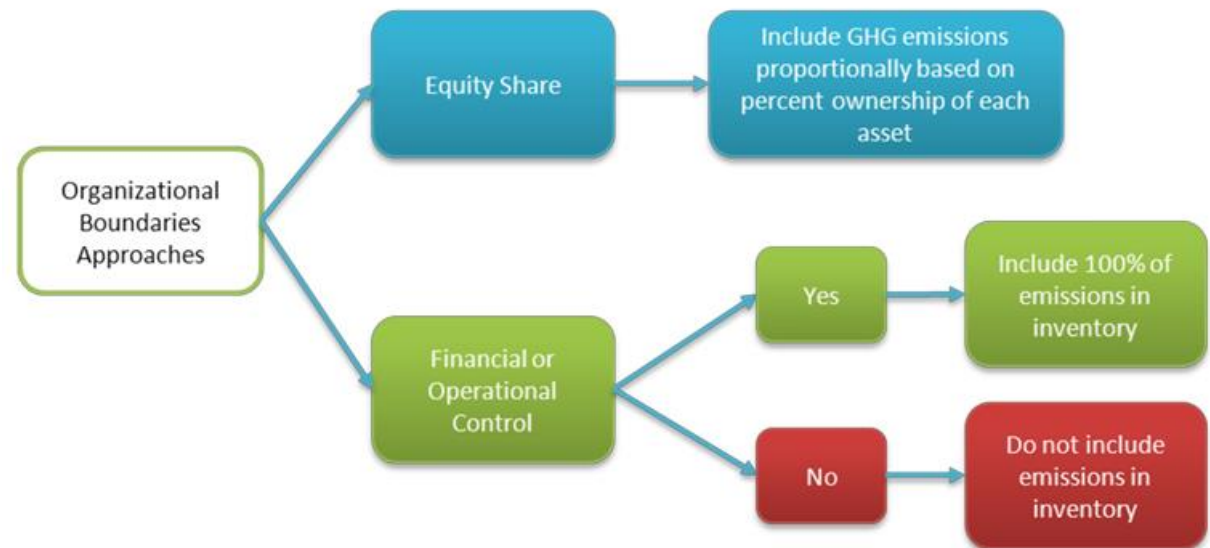 Organizational
Boundaries
Approaches
Equity Share
Include GHG emissions
proportionally based on
percent ownership of each
asset
Financial or
Operational
Control
Yes
Include 100% of
emissions in
inventory
No
Do not include
emissions in
inventory